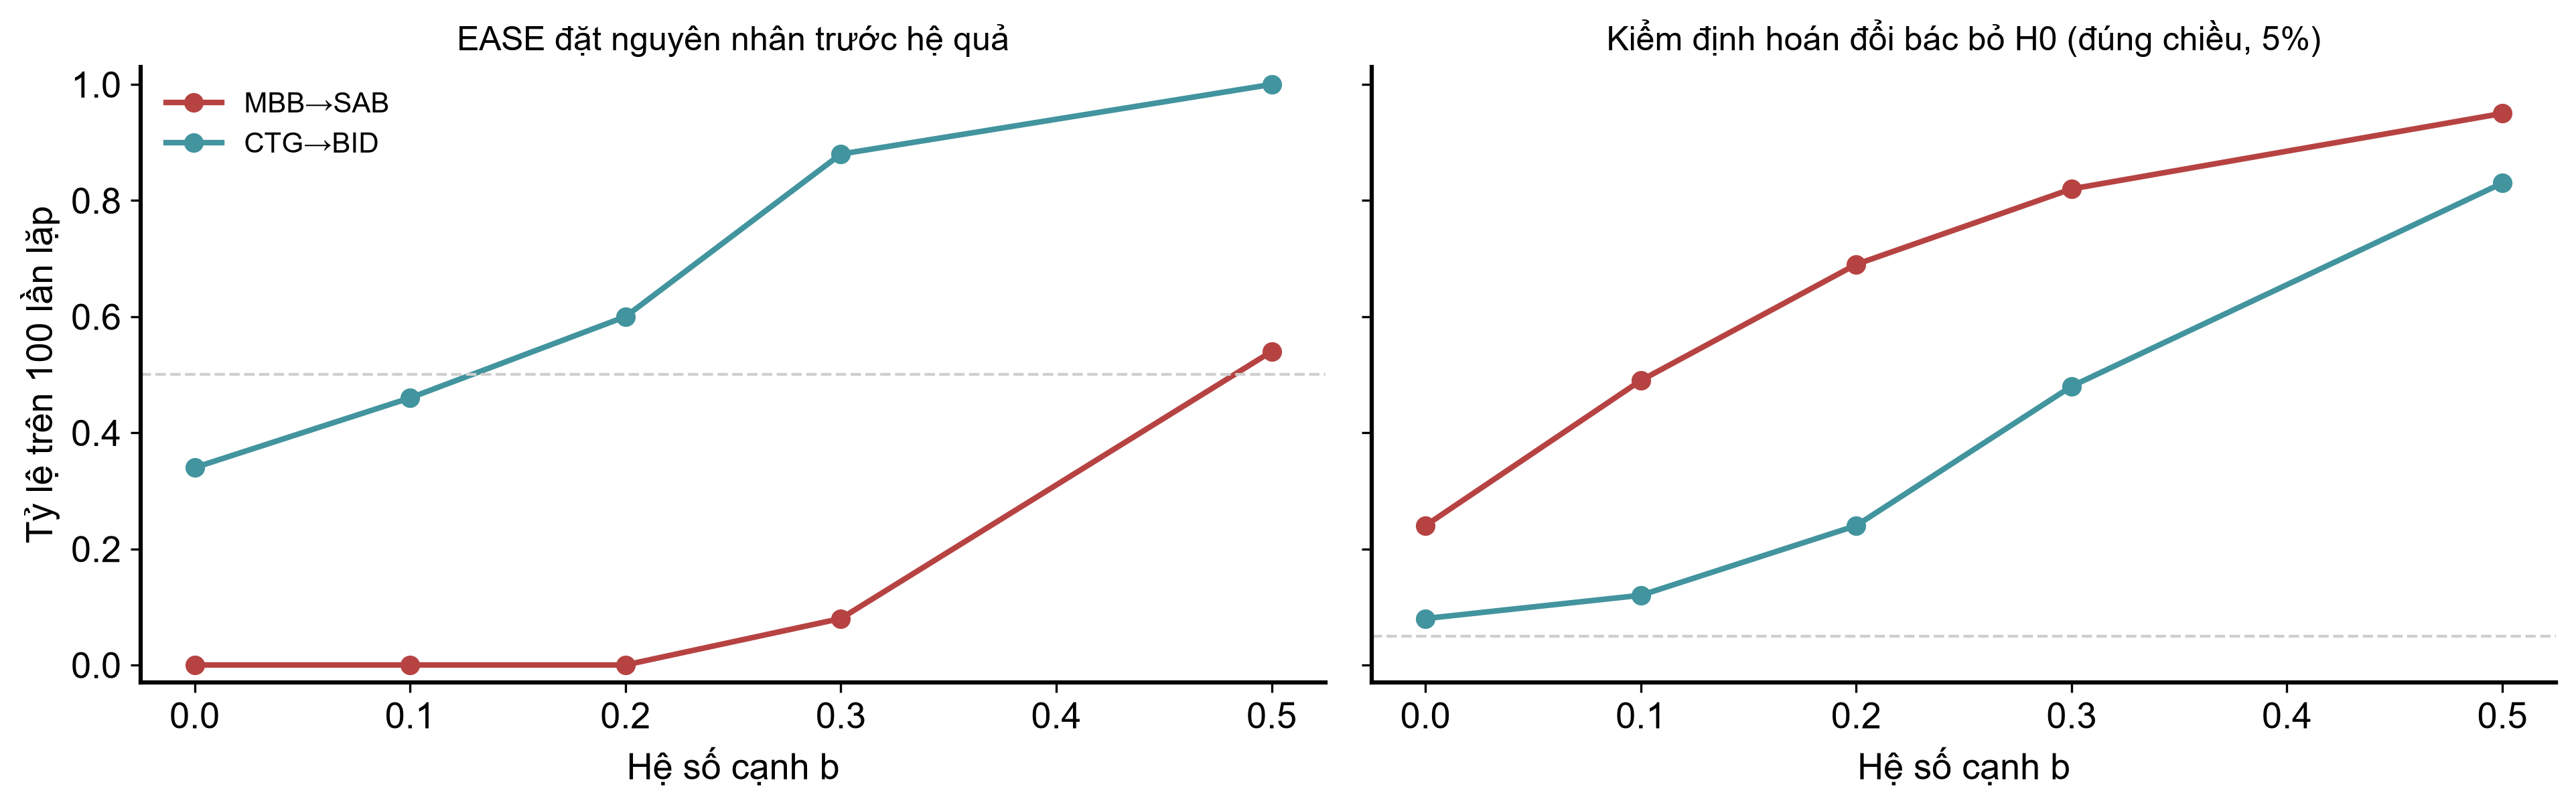 EASE đặt nguyên nhân trước hệ quả
Tỷ lệ trên 100 lần lặp
1.0
0.8
0.6
0.4
0.2
0.0
MBB→SAB
CTG→BID
0.0 0.1 0.2 0.3 0.4 0.5
Hệ số cạnh b
Kiểm định hoán đổi bác bỏ H0 (đúng chiều, 5%)
0.0 0.1 0.2 0.3 0.4 0.5
Hệ số cạnh b